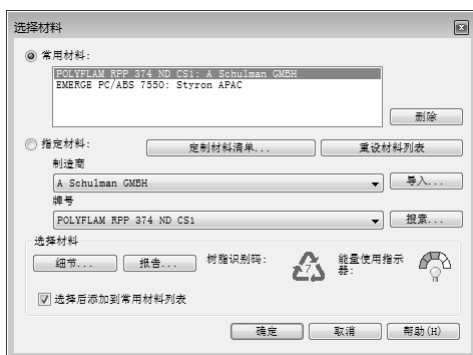 选择材料
常用材料:
POLYFLAM RPP 374 ND CS1: A Schulman GMBH
EMERGE PC/ABS 7550: Styron APAC
删除
指定材料:
定制材料清单...
重设材料列表
制造商
A Schulman GMBH
导入...
牌号
POLYFLAM RPP 374 ND CS1
搜索...
选择材料
细节...
报告...
树脂识别码:
7
能量使用指示器:
选择后添加到常用材料列表
确定
取消
帮助(H)